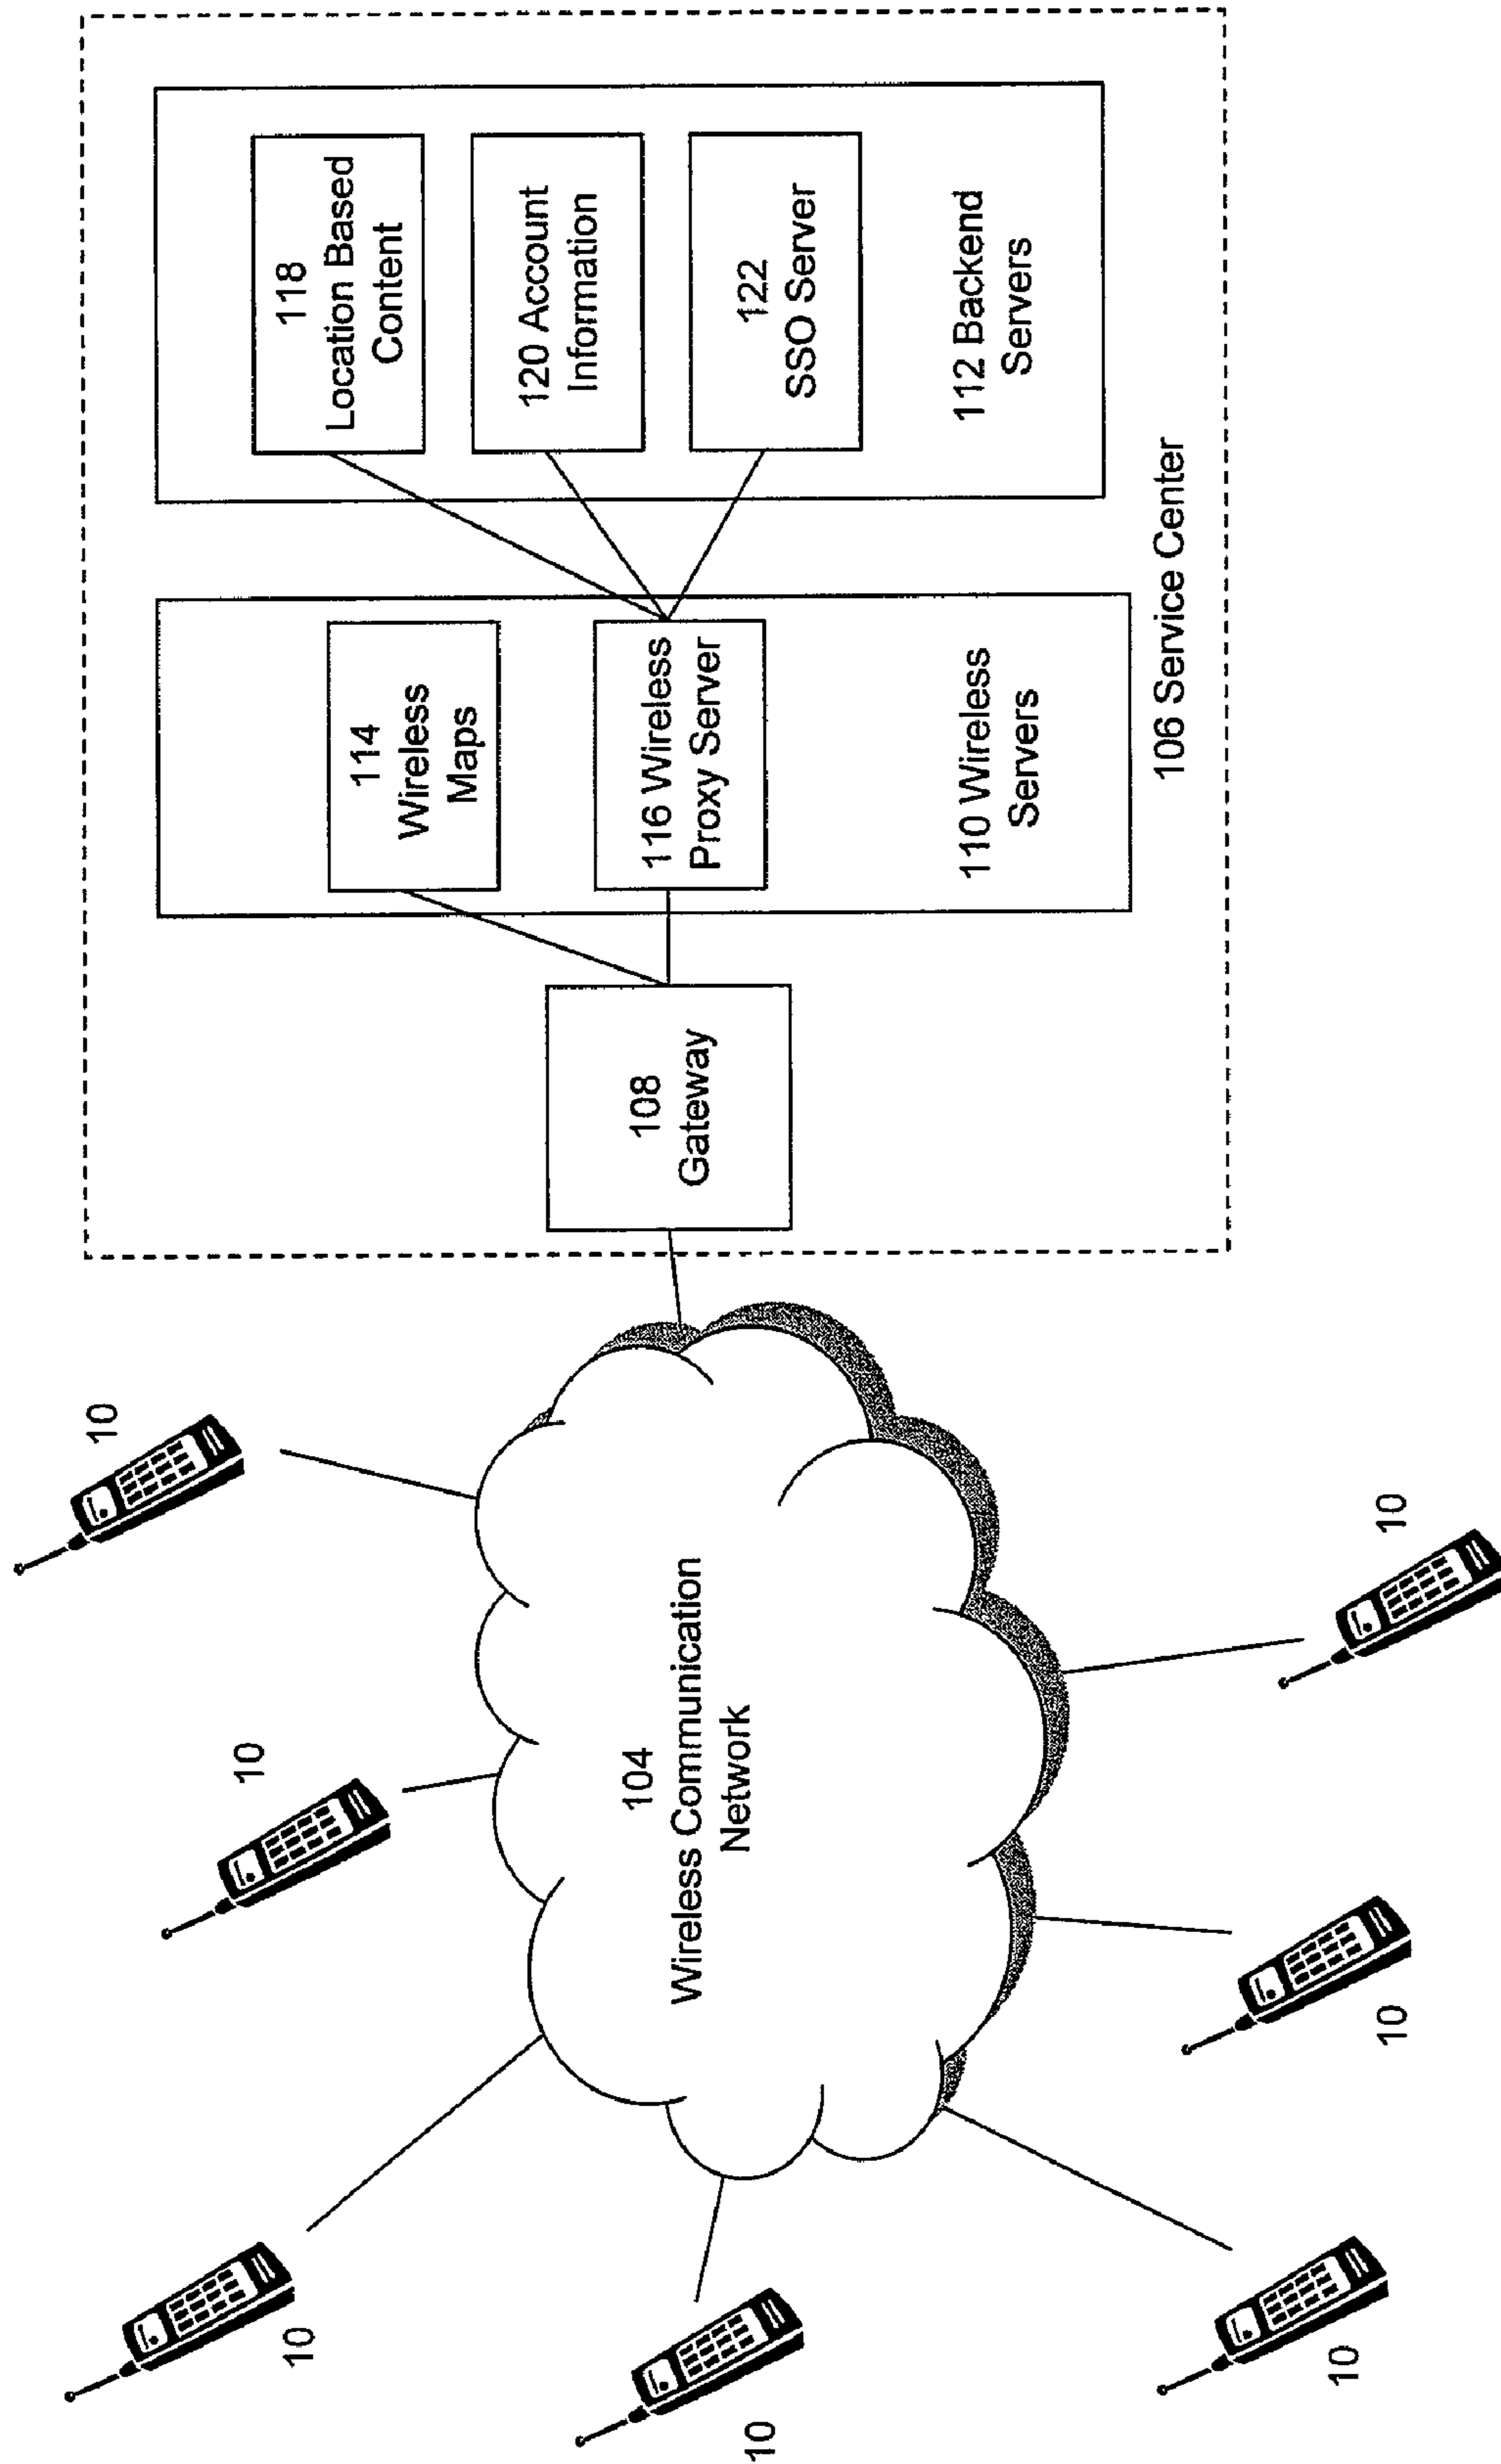 10
10
10
10
10
10
10
104
Wireless Communication
Network
108
Gateway
114
Wireless
Maps
116 Wireless
Proxy Server
110 Wireless
Servers
118
Location Based
Content
120 Account
Information
122
SSO Server
112 Backend
Servers
106 Service Center